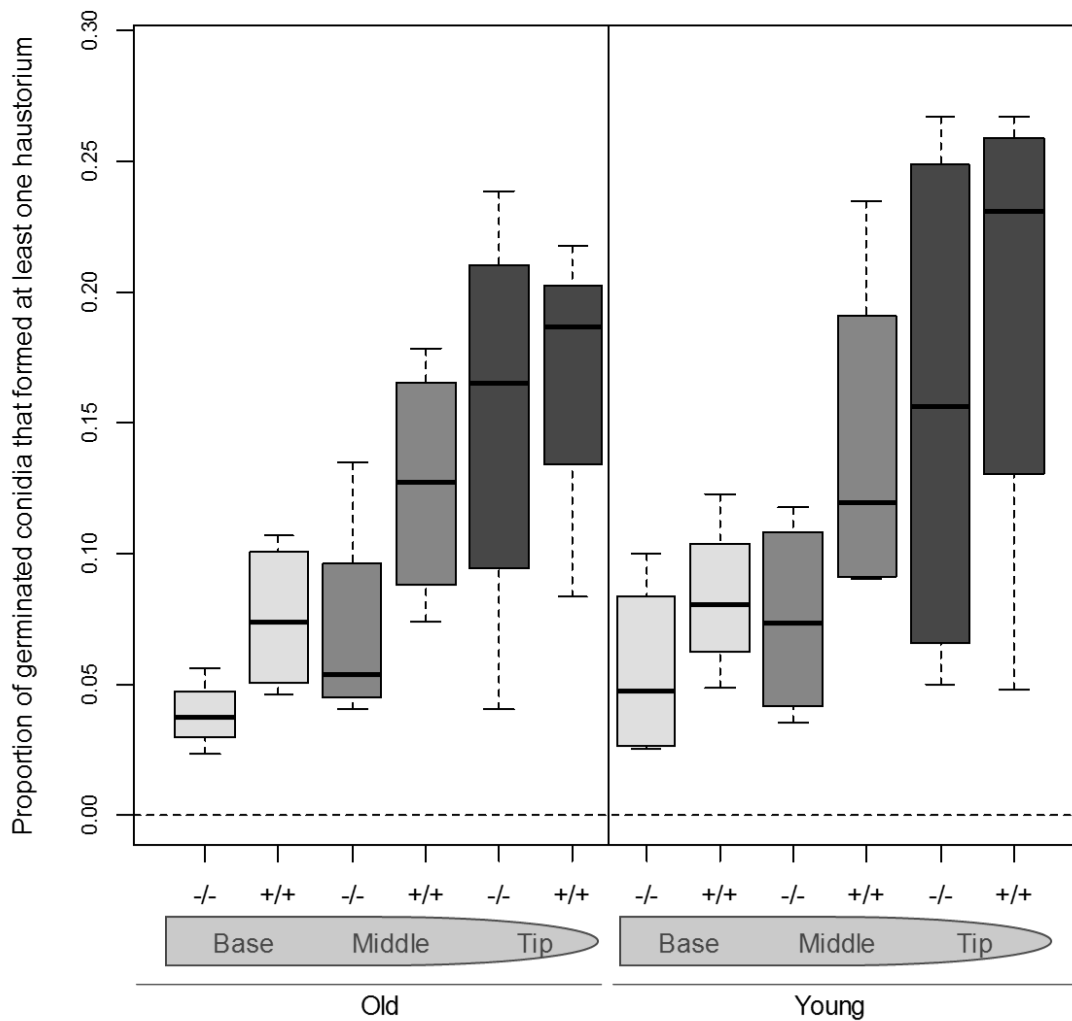 Proportion of germinated conidia that formed at least one haustorium
0.30
0.25
0.20
0.15
0.10
0.05
0.00
-/- +/+ -/- +/+ -/- +/+ -/- +/+ -/- +/+ -/- +/+
Base Middle Tip Base Middle Tip
Old Young